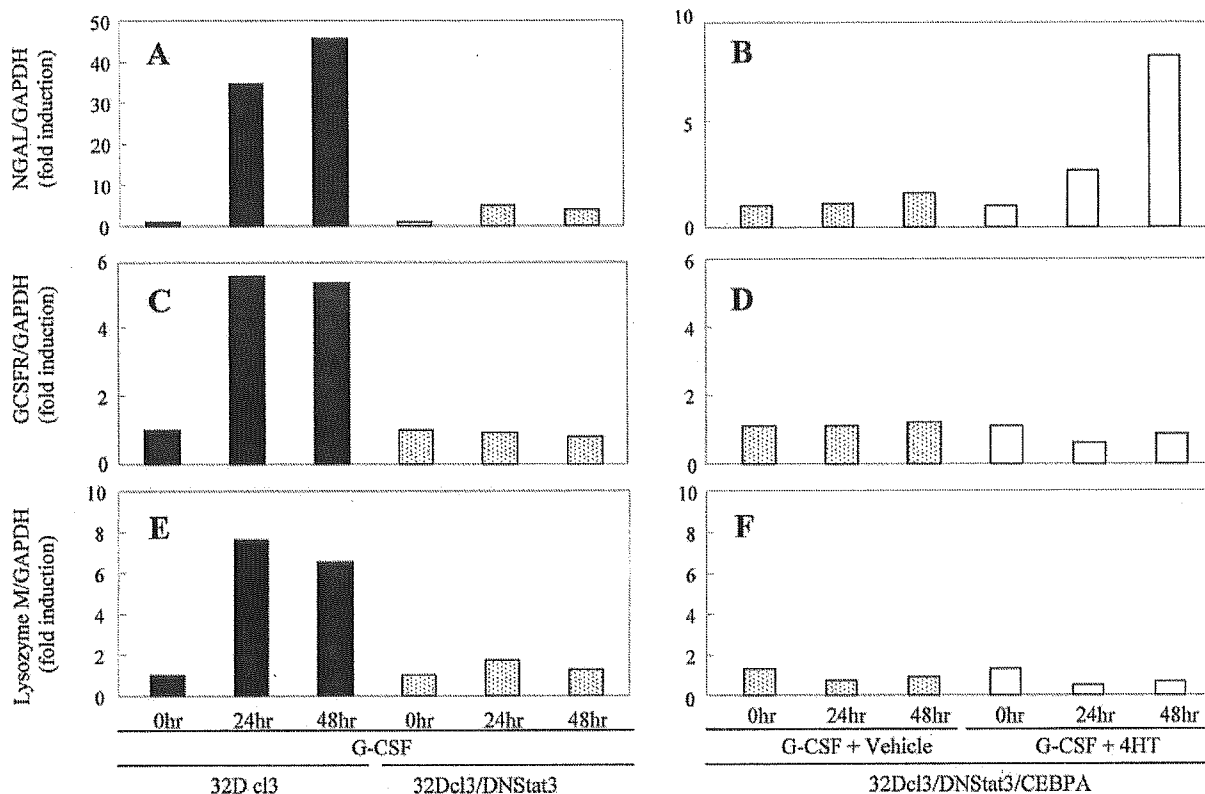 NGAL/GAPDH
(fold induction)
50
40
30
20
10
0
A
10
5
0
B
GCSFR/GAPDH
(fold induction)
6
4
2
0
C
6
4
2
0
D
Lysozyme M/GAPDH
(fold induction)
10
8
6
4
2
0
E
10
8
6
4
2
0
F
0hr 24hr 48hr 0hr 24hr 48hr
G-CSF
32D cl3 32Dcl3/DNStat3
0hr 24hr 48hr 0hr 24hr 48hr
G-CSF + Vehicle G-CSF + 4HT
32Dcl3/DNStat3/CEBPA